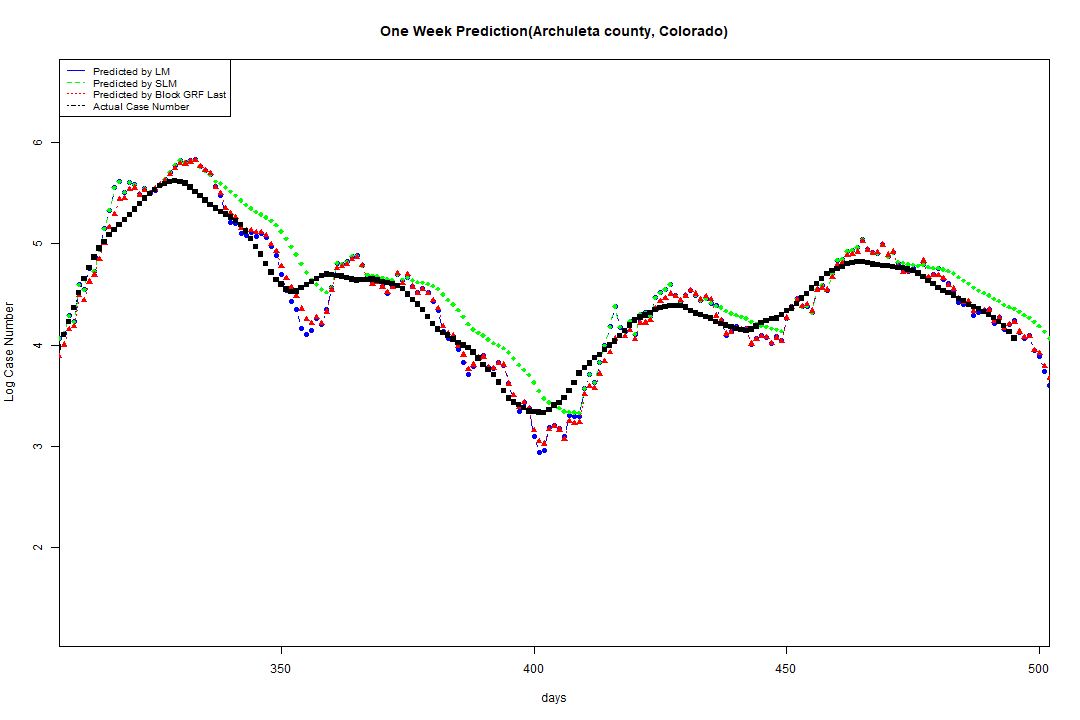 One Week Prediction(Archuleta county, Colorado)
Predicted by LM
Predicted by SLM
Predicted by Block GRF Last
Actual Case Number
6
5
4
3
2
Log Case Number
350 400 450 500
days